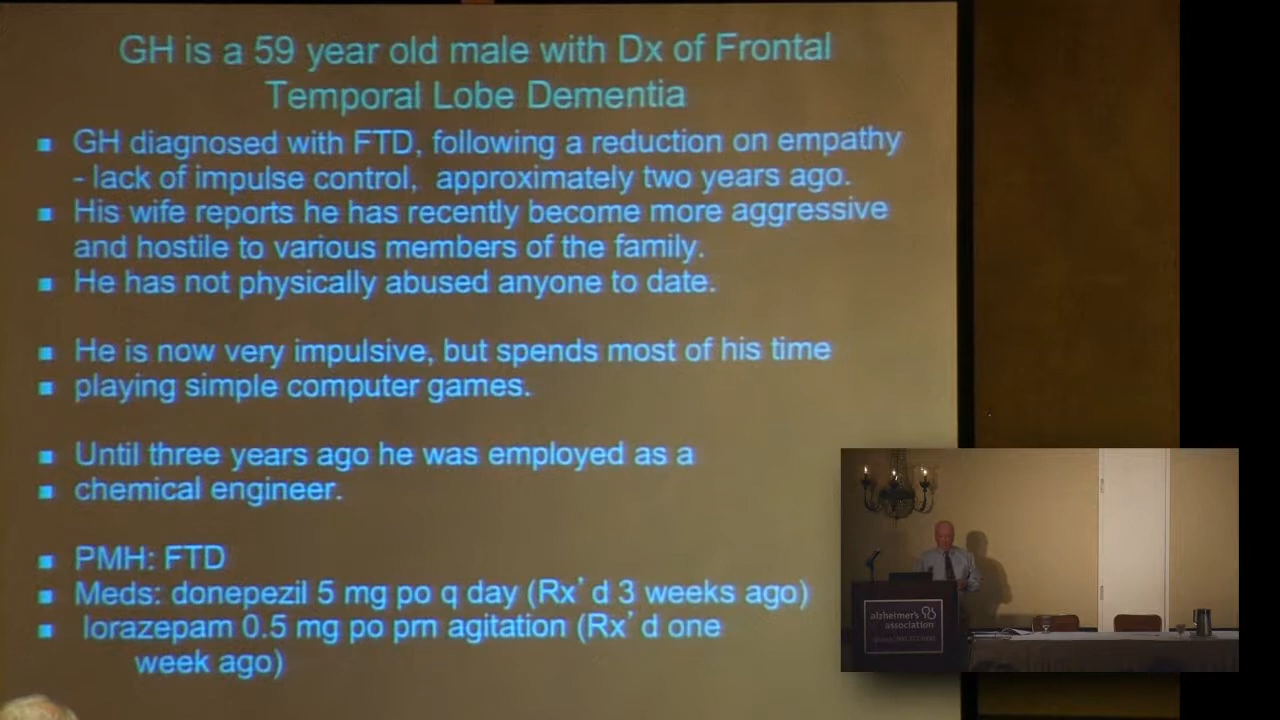 GH is a 59 year old male with Dx of Frontal
Temporal Lobe Dementia
▪ GH diagnosed with FTD, following a reduction on empathy
- lack of impulse control, approximately two years ago.
▪ His wife reports he has recently become more aggressive
and hostile to various members of the family.
▪ He has not physically abused anyone to date.
▪ He is now very impulsive, but spends most of his time
▪ playing simple computer games.
▪ Until three years ago he was employed as a
▪ chemical engineer.
▪ PMH: FTD
▪ Meds: donepezil 5 mg po q day (Rx'd 3 weeks ago)
▪ lorazepam 0.5 mg po prn agitation (Rx'd one
week ago)
alzheimer's
association